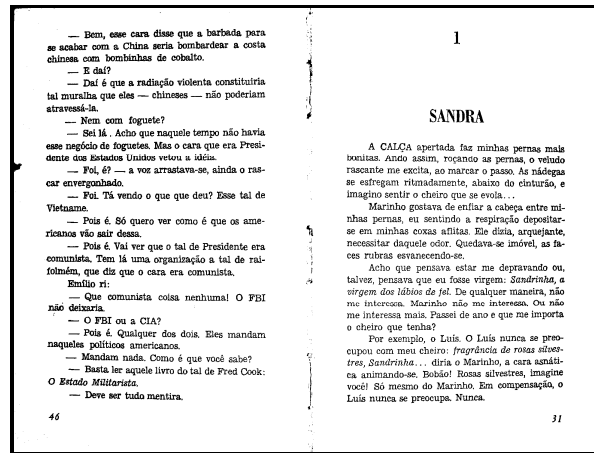 — Bem, esse cara disse que a barbada para
se acabar com a China seria bombardear a costa
chinesa com bombinhas de cobalto.
— E daí?
— Daí é que a radiação violenta constituiria
tal muralha que eles — chineses — não poderiam
atravessá-la.
— Nem com foguete?
— Sei lá. Acho que naquele tempo não havia
esse negócio de foguetes. Mas o cara que era Presi-
dente dos Estados Unidos vetou a idéia.
— Foi, é? — a voz arrastava-se, ainda o ras-
car envergonhado.
— Foi. Tá vendo o que que deu? Esse tal de
Vietname.
— Pois é. Só quero ver como é que os ame-
ricanos vão sair dessa.
— Pois é. Vai ver que o tal de Presidente era
comunista. Tem lá uma organização a tal de rai-
folmém, que diz que o cara era comunista.
Emílio ri:
— Que comunista coisa nenhuma! O FBI
não deixaria.
— O FBI ou a CIA?
— Pois é. Qualquer dos dois. Eles mandam
naqueles políticos americanos.
— Mandam nada. Como é que você sabe?
— Basta ler aquele livro do tal de Fred Cook:
O Estado Militarista.
— Deve ser tudo mentira.
46
1
SANDRA
A CALÇA apertada faz minhas pernas mais
bonitas. Ando assim, roçando as pernas, o veludo
rascante me excita, ao marcar o passo. As nádegas
se esfregam ritmadamente, abaixo do cinturão, e
imagino sentir o cheiro que se evola...
Marinho gostava de enfiar a cabeça entre mi-
nhas pernas, eu sentindo a respiração depositar-
se em minhas coxas aflitas. Ele dizia, arquejante,
necessitar daquele odor. Quedava-se imóvel, as fa-
ces rubras esvanecendo-se.
Acho que pensava estar me depravando ou,
talvez, pensava que eu fosse virgem: Sandrinha, a
virgem dos lábios de fel. De qualquer maneira, não
me interessa. Marinho não me interessa. Ou não
me interessa mais. Passei de ano e que me importa
o cheiro que tenha?
Por exemplo, o Luís. O Luís nunca se preo-
cupou com meu cheiro: fragrância de rosas silves-
tres, Sandrinha... diria o Marinho, a cara asnáti-
ca animando-se. Bobão! Rosas silvestres, imagine
você! Só mesmo do Marinho. Em compensação, o
Luís nunca se preocupa. Nunca.
31